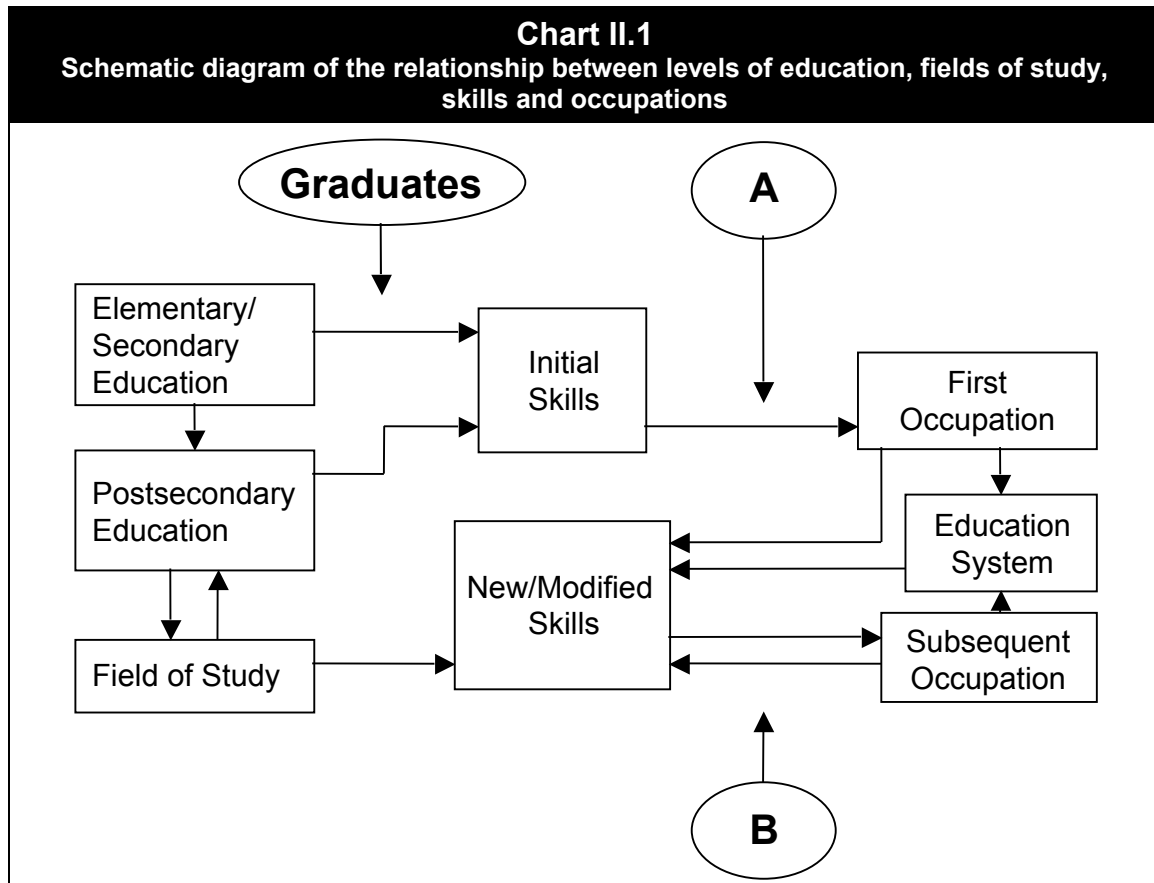 Chart II.1
Schematic diagram of the relationship between levels of education, fields of study,
skills and occupations
Graduates
A
Elementary/
Secondary
Education
Initial
Skills
First
Occupation
Postsecondary
Education
Education
System
New/Modified
Skills
Field of Study
Subsequent
Occupation
B